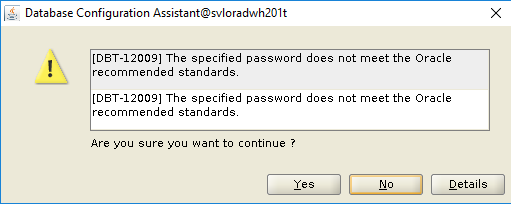 Database Configuration Assistant@svloradwh201t
[DBT-12009] The specified password does not meet the Oracle
recommended standards.
[DBT-12009] The specified password does not meet the Oracle
recommended standards.
Are you sure you want to continue ?
Yes No Details